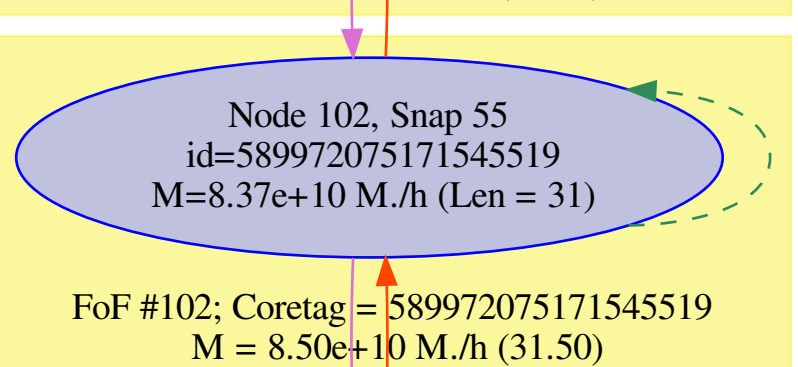 Node 102, Snap 55
id=589972075171545519
M=8.37e+10 M./h (Len = 31)
FoF #102; Coretag = 589972075171545519
M = 8.50e+10 M./h (31.50)